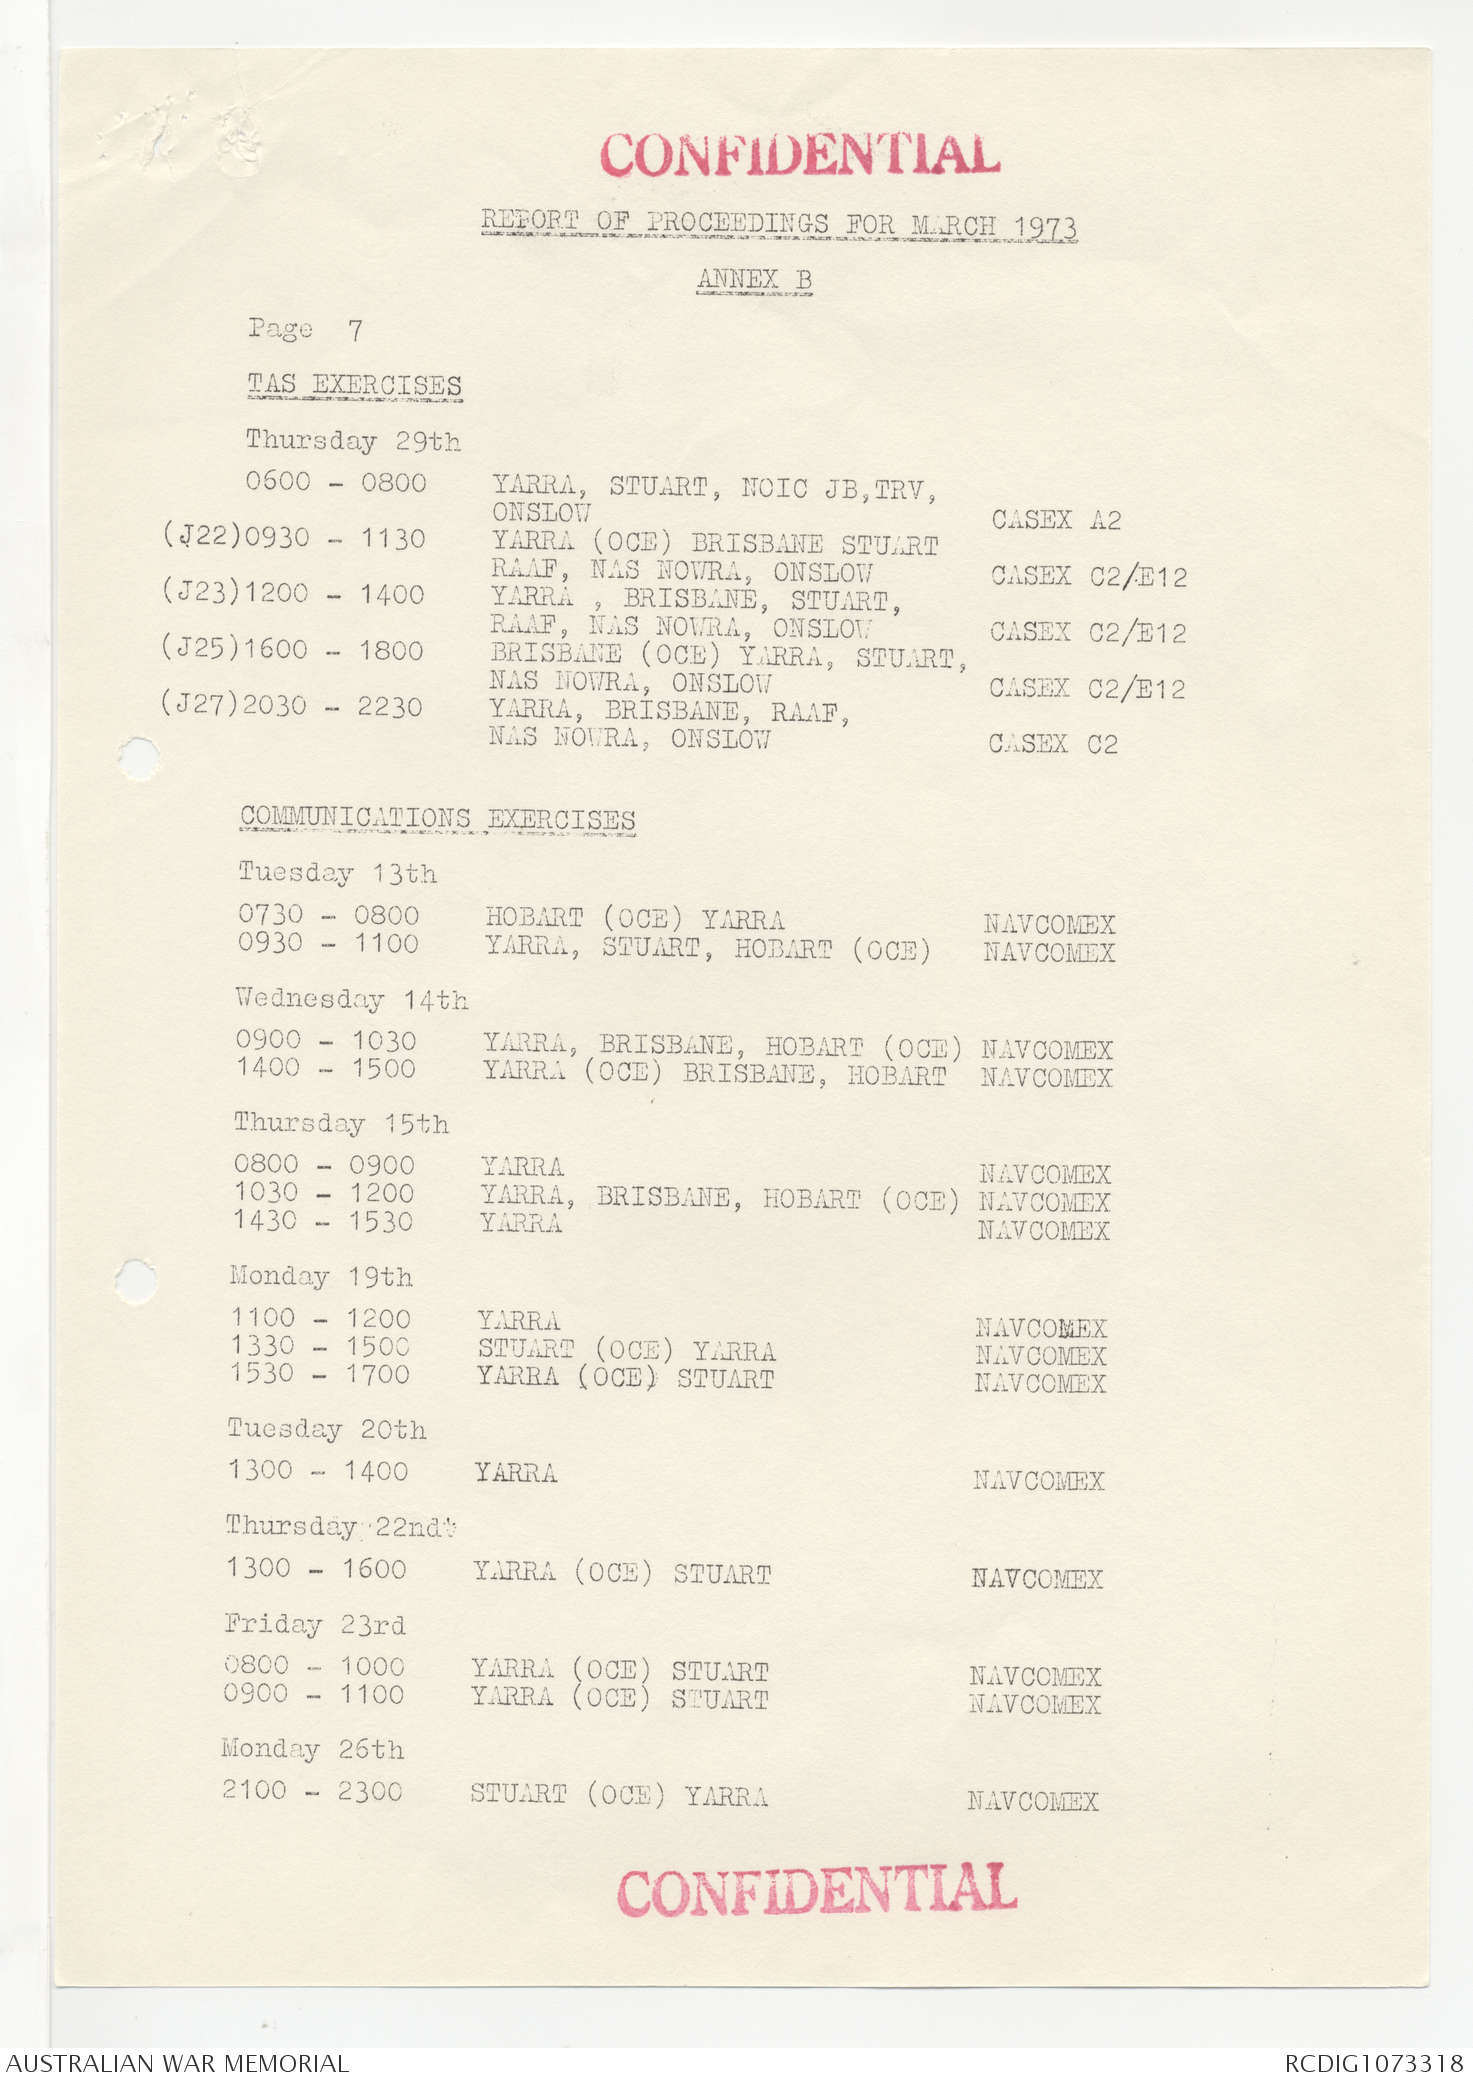 CONFIDENTIAL
REPORT OF PROCEEDINGS FOR MARCH 1973
ANNEX B
Page 7
TAS EXERCISES
Thursday 29th
0600 - 0800 YARRA, STUART, NOIC JB,TRV,
ONSLOW CASEX A2
(J22)0930 - 1130 YARRA (OCE) BRISBANE STUART
RAAF, NAS NOWRA, ONSLOW CASEX C2/E12
(J23)1200 - 1400 YARRA , BRISBANE, STUART,
RAAF, NAS NOWRA, ONSLOW CASEX C2/E12
(J25)1600 - 1800 BRISBANE (OCE) YARRA, STUART,
NAS NOWRA, ONSLOW CASEX C2/E12
(J27)2030 - 2230 YARRA, BRISBANE, RAAF,
NAS NOWRA, ONSLOW CASEX C2
COMMUNICATIONS EXERCISES
Tuesday 13th
0730 - 0800 HOBART (OCE) YARRA NAVCOMEX
0930 - 1100 YARRA, STUART, HOBART (OCE) NAVCOMEX
Wednesday 14th
0900 - 1030 YARRA, BRISBANE, HOBART (OCE) NAVCOMEX
1400 - 1500 YARRA (OCE) BRISBANE, HOBART NAVCOMEX
Thursday 15th
0800 - 0900 YARRA NAVCOMEX
1030 - 1200 YARRA, BRISBANE, HOBART (OCE) NAVCOMEX
1430 - 1530 YARRA NAVCOMEX
Monday 19th
1100 - 1200 YARRA NAVCOMEX
1330 - 1500 STUART (OCE) YARRA NAVCOMEX
1530 - 1700 YARRA (OCE) STUART NAVCOMEX
Tuesday 20th
1300 - 1400 YARRA NAVCOMEX
Thursday 22nd
1300 - 1600 YARRA (OCE) STUART NAVCOMEX
Friday 23rd
0800 - 1000 YARRA (OCE) STUART NAVCOMEX
0900 - 1100 YARRA (OCE) STUART NAVCOMEX
Monday 26th
2100 - 2300 STUART (OCE) YARRA NAVCOMEX
CONFIDENTIAL
AUSTRALIAN WAR MEMORIAL RCDIG1073318